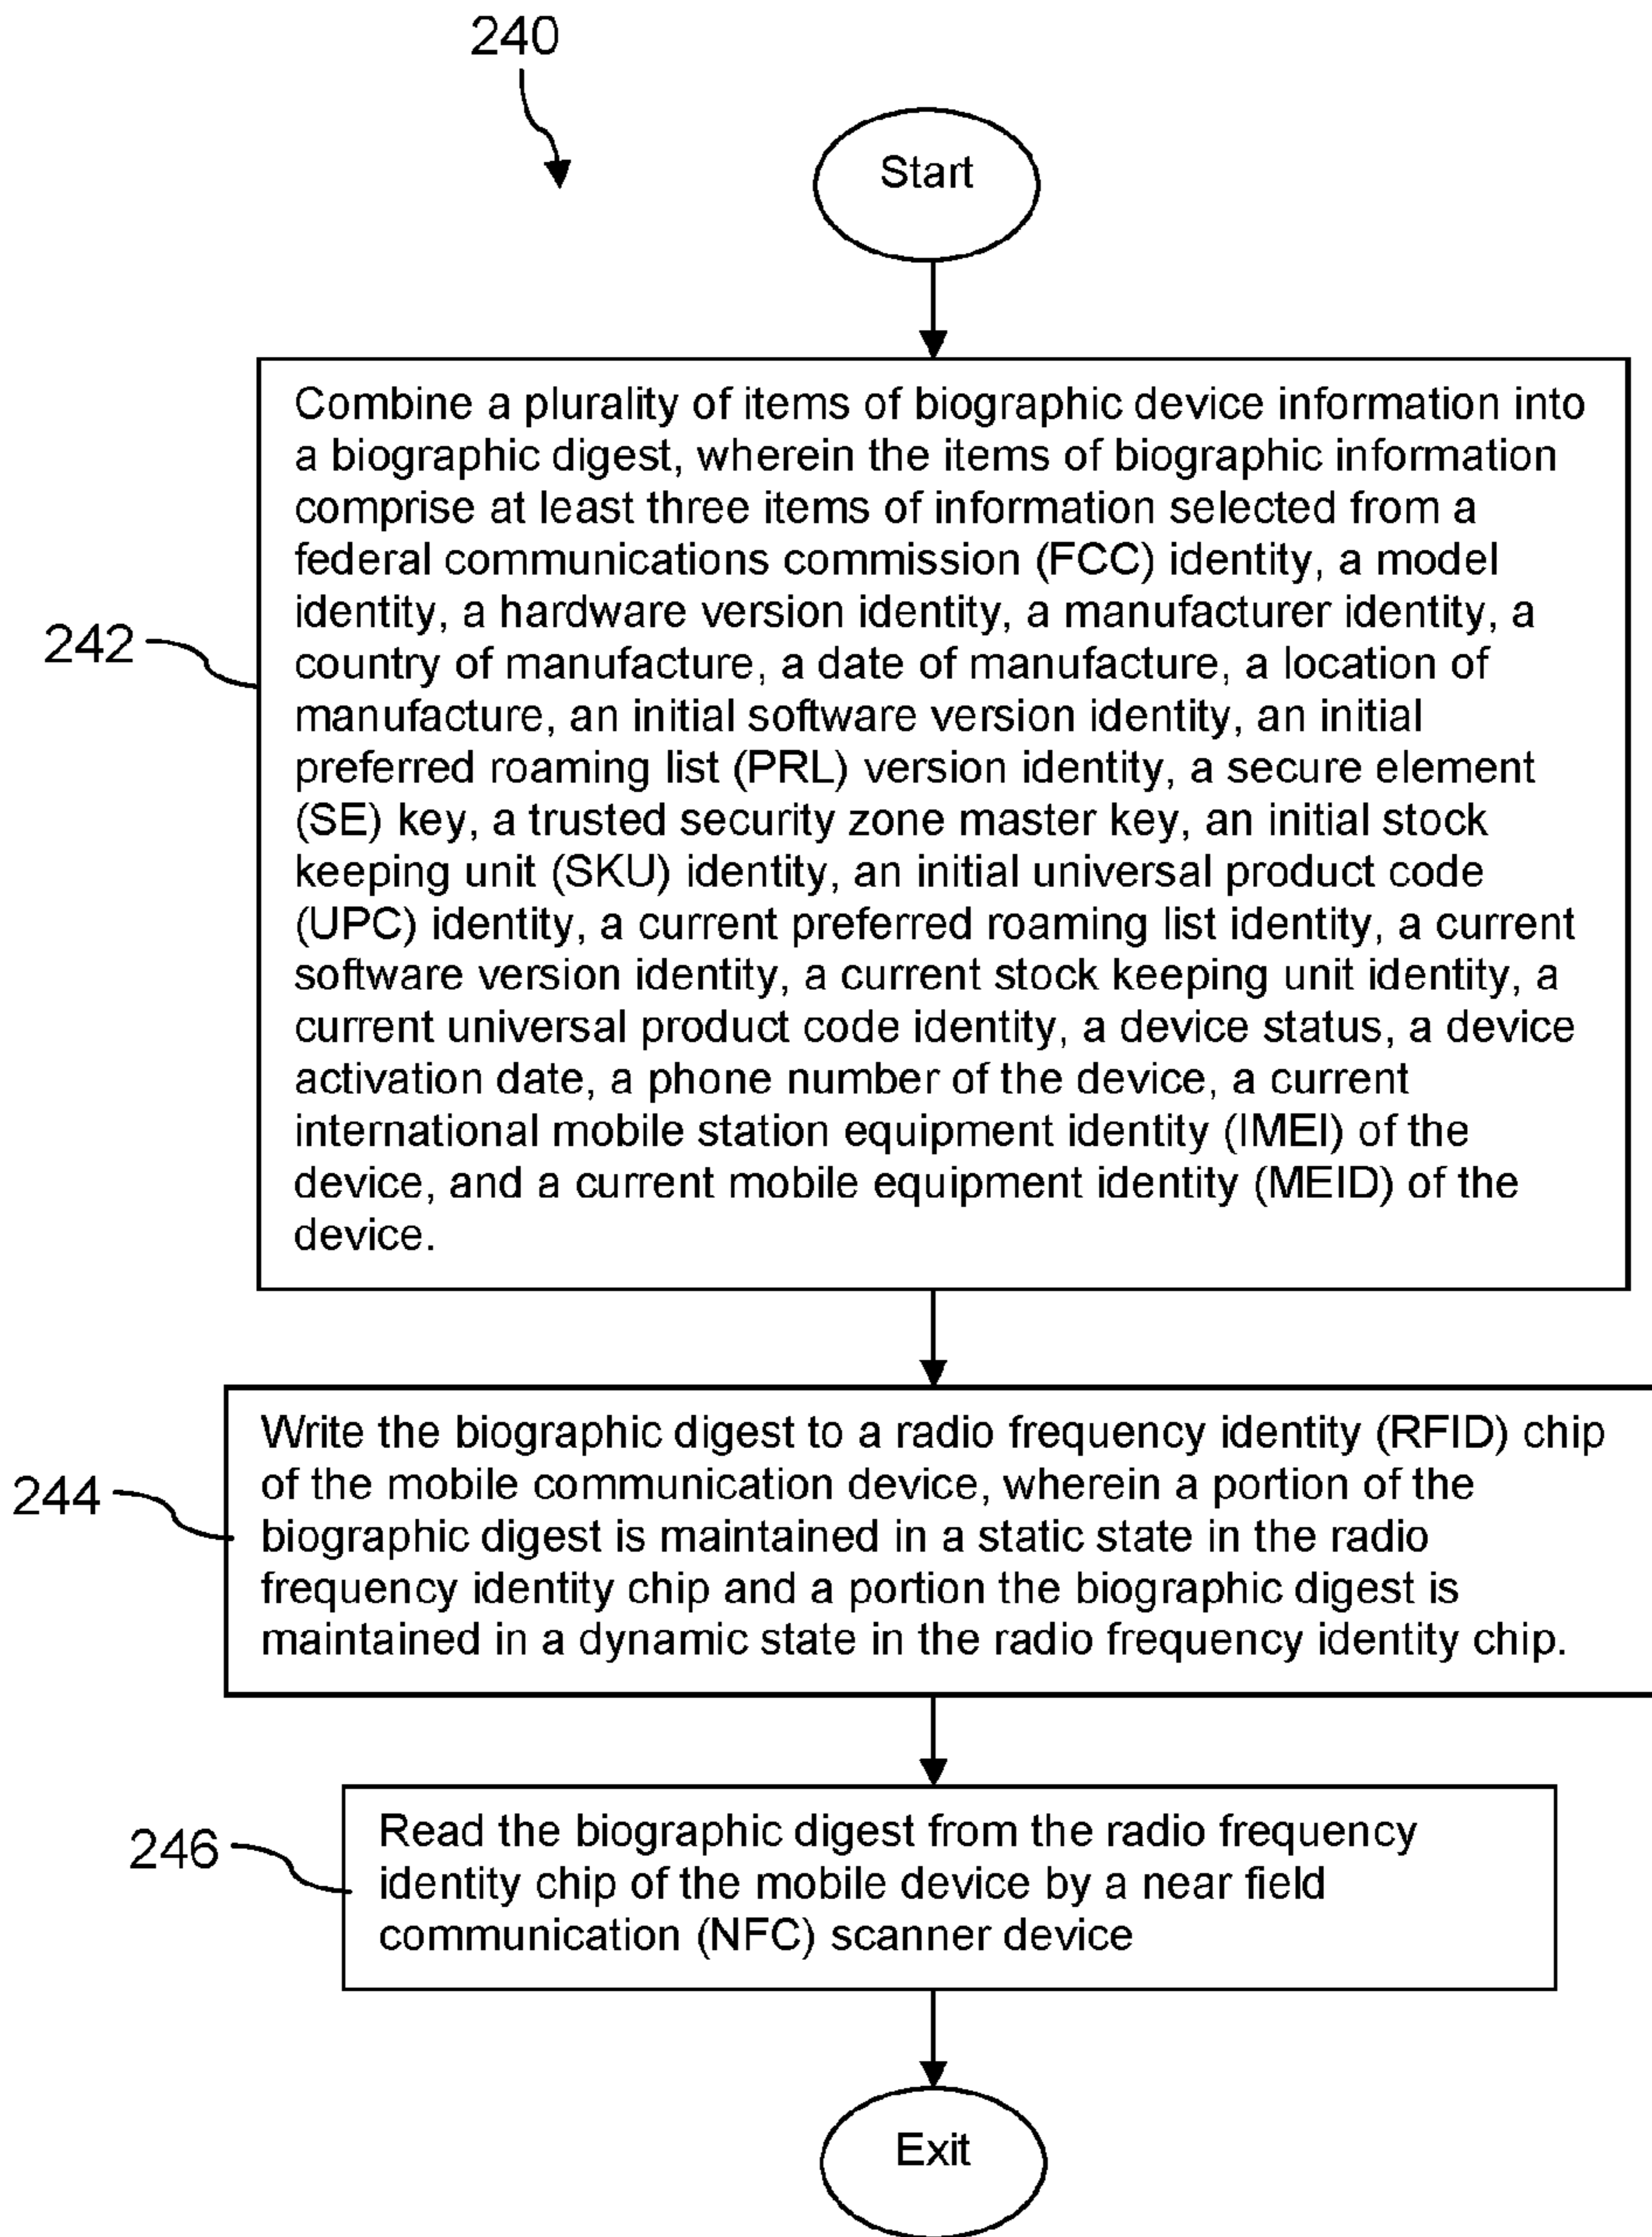 240
Start
Combine a plurality of items of biographic device information into
a biographic digest, wherein the items of biographic information
comprise at least three items of information selected from a
federal communications commission (FCC) identity, a model
identity, a hardware version identity, a manufacturer identity, a
242
country of manufacture, a date of manufacture, a location of
manufacture, an initial software version identity, an initial
preferred roaming list (PRL) version identity, a secure element
(SE) key, a trusted security zone master key, an initial stock
keeping unit (SKU) identity, an initial universal product code
(UPC) identity, a current preferred roaming list identity, a current
software version identity, a current stock keeping unit identity, a
current universal product code identity, a device status, a device
activation date, a phone number of the device, a current
international mobile station equipment identity (IMEI) of the
device, and a current mobile equipment identity (MEID) of the
device.
Write the biographic digest to a radio frequency identity (RFID) chip
of the mobile communication device, wherein a portion of the
244
biographic digest is maintained in a static state in the radio
frequency identity chip and a portion the biographic digest is
maintained in a dynamic state in the radio frequency identity chip.
Read the biographic digest from the radio frequency
246
identity chip of the mobile device by a near field
communication (NFC) scanner device
Exit